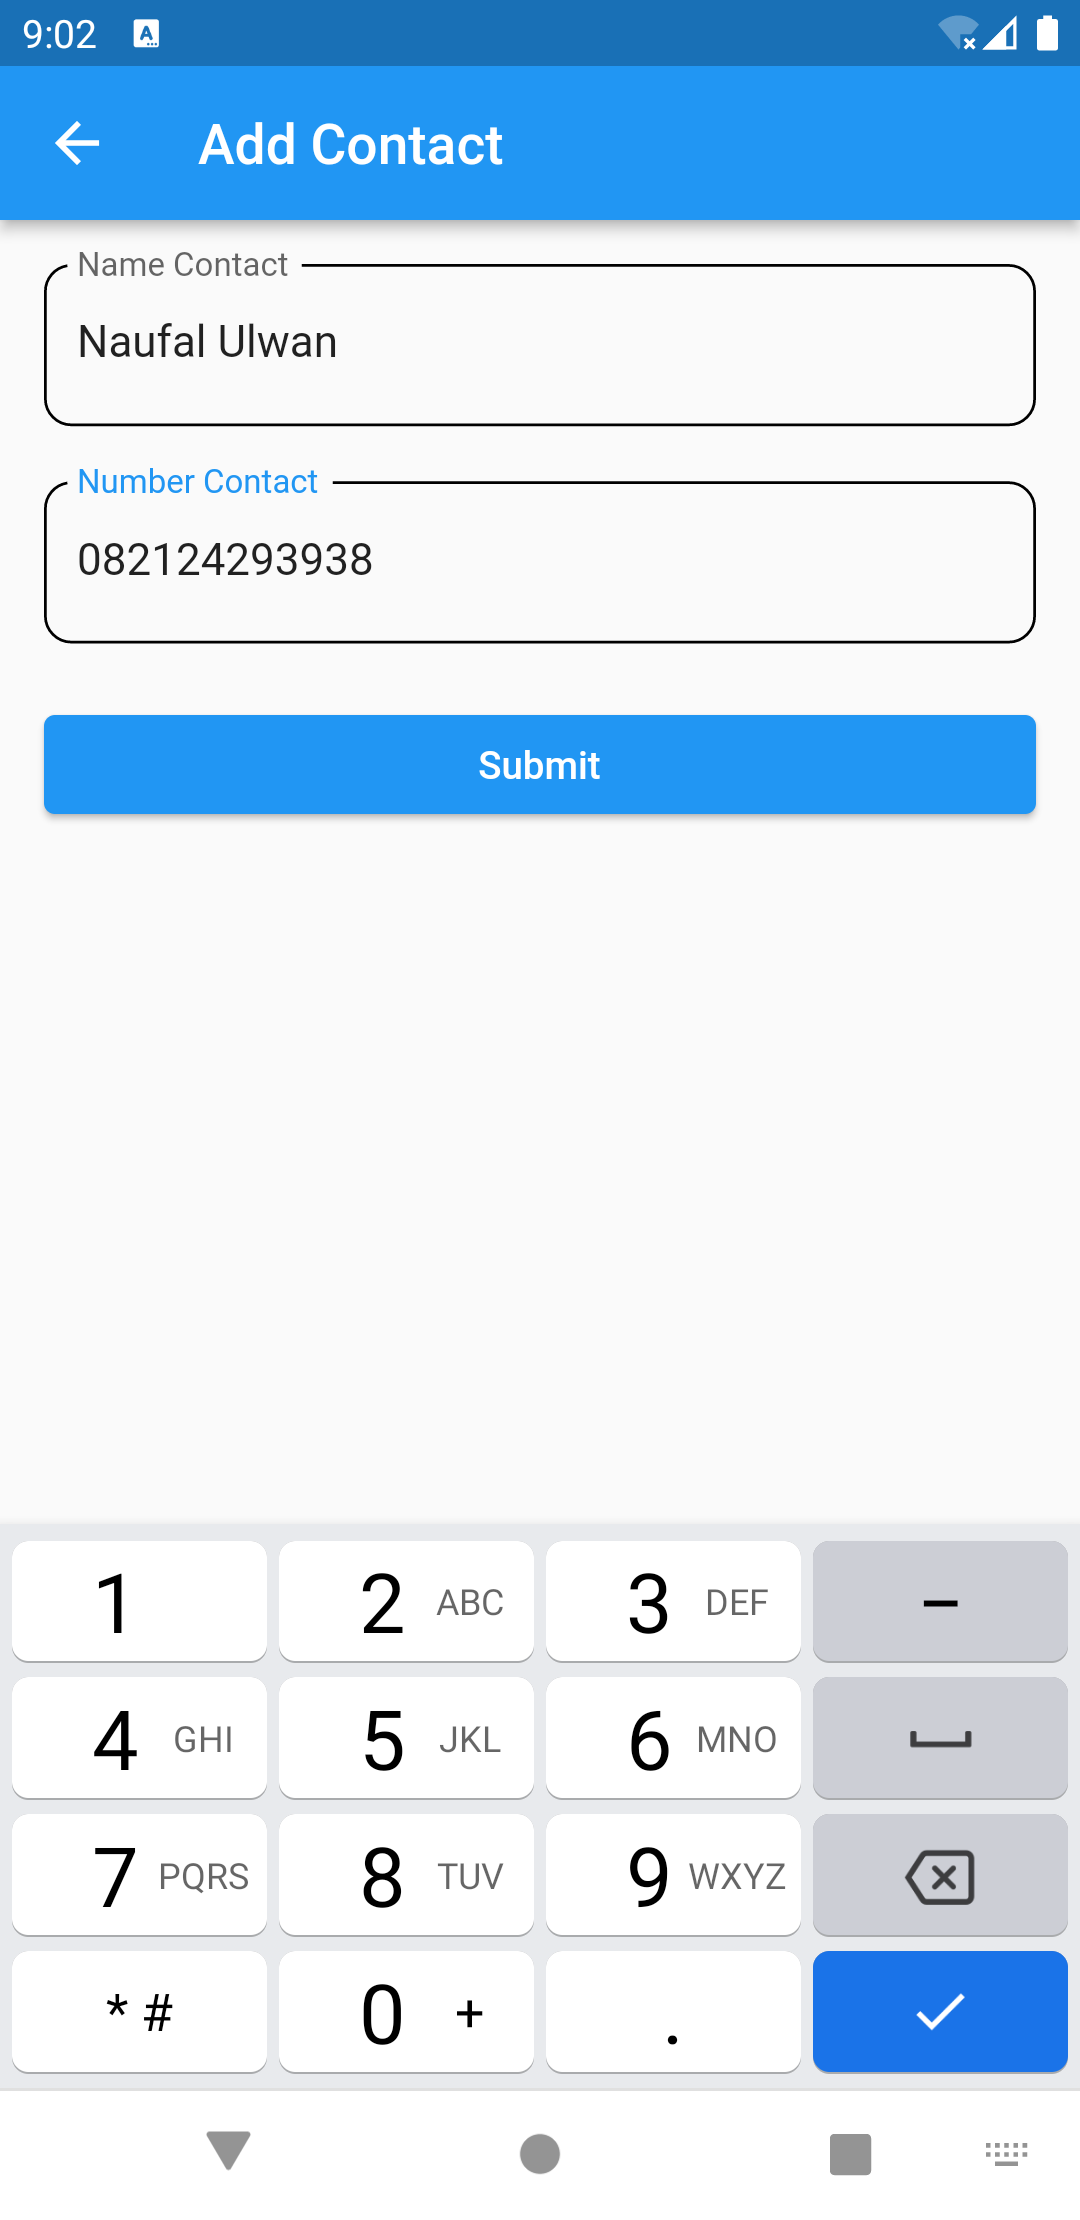 9:02
Add Contact
Name Contact
Naufal Ulwan
Number Contact
082124293938
Submit
1 2 ABC 3 DEF –
4 GHI 5 JKL 6 MNO
7 PQRS 8 TUV 9 WXYZ
* # 0 + .